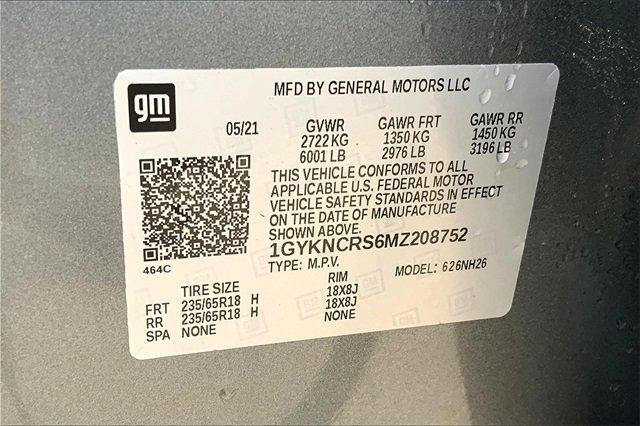 MFD BY GENERAL MOTORS LLC
gm
05/21 GVWR GAWR FRT GAWR RR
2722 KG 1350 KG 1450 KG
6001 LB 2976 LB 3196 LB
THIS VEHICLE CONFORMS TO ALL
APPLICABLE U.S. FEDERAL MOTOR
VEHICLE SAFETY STANDARDS IN EFFECT
ON THE DATE OF MANUFACTURE
SHOWN ABOVE.
1GYKNCRS6MZ208752
464C
TYPE: M.P.V. MODEL: 626NH26
TIRE SIZE RIM
FRT 235/65R18 H 18X8J
RR 235/65R18 H 18X8J
SPA NONE NONE